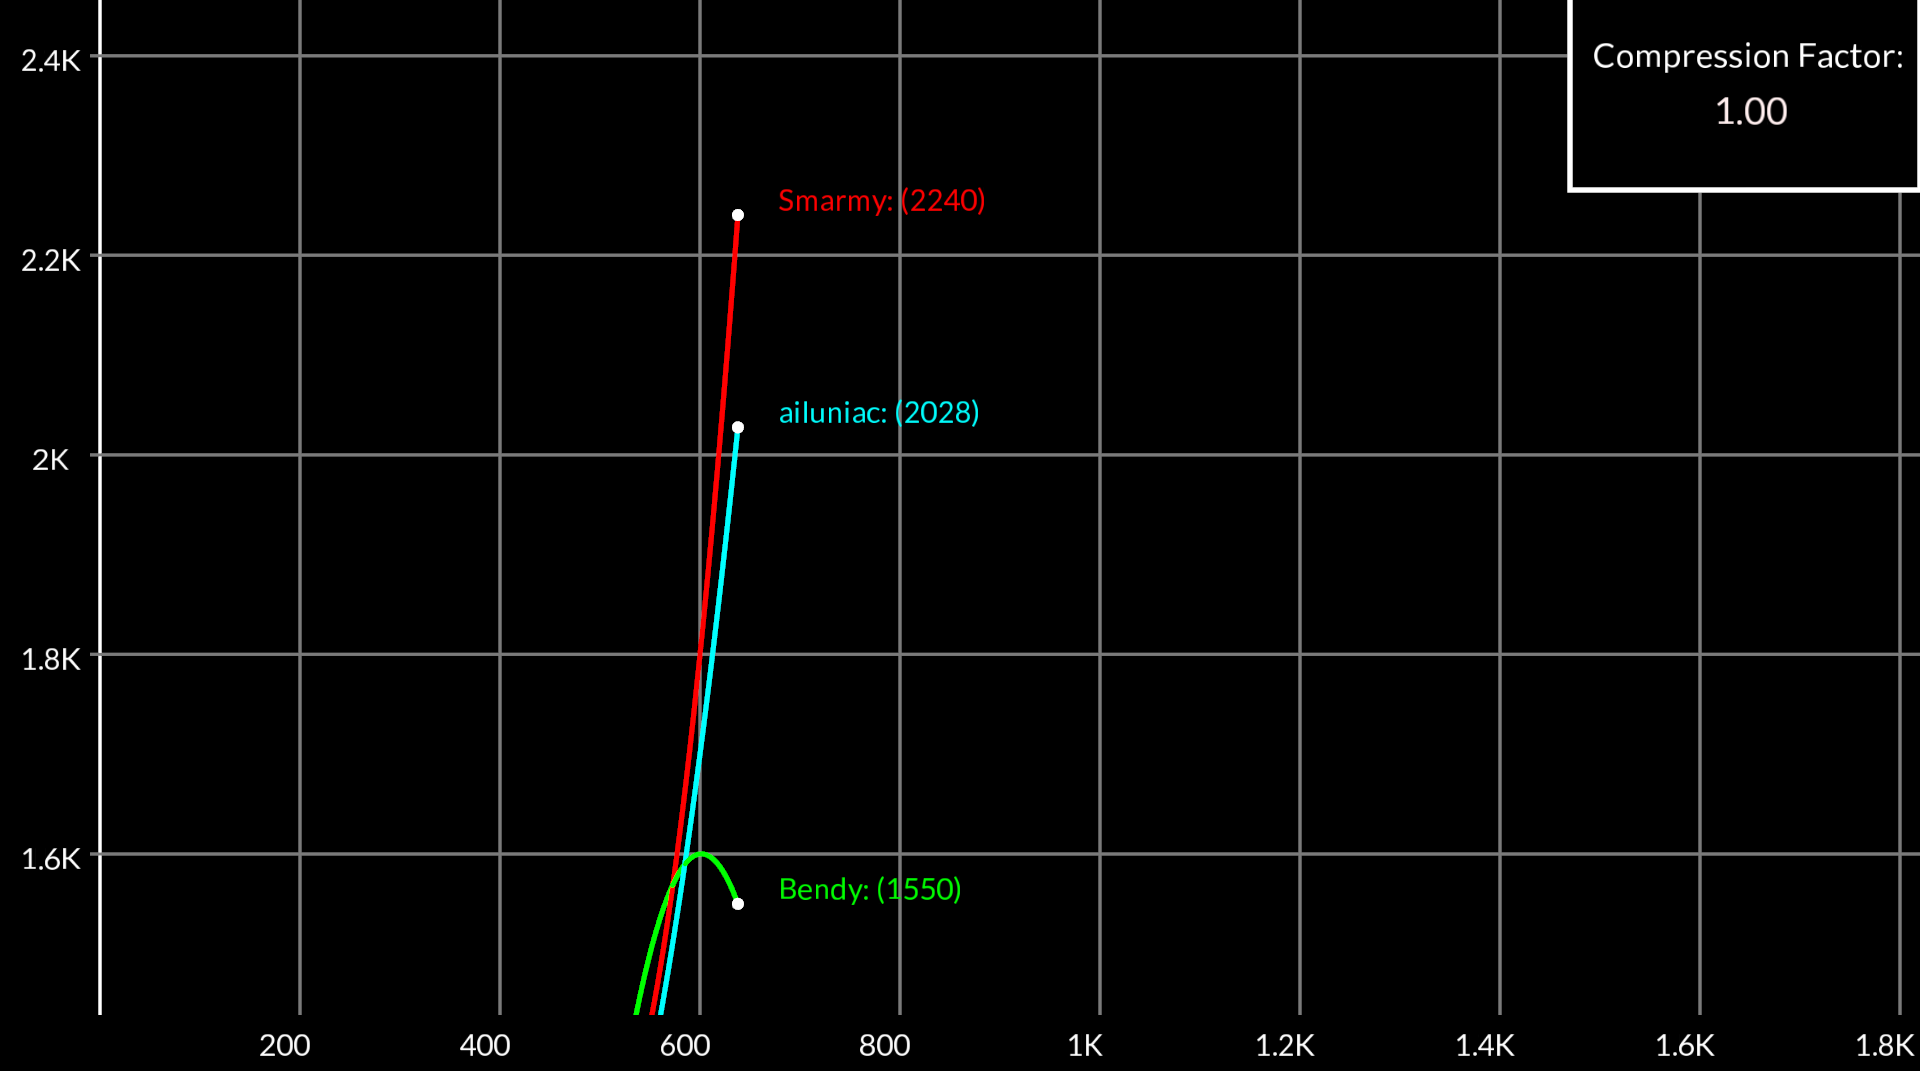 2.4K
Compression Factor:
1.00
Smarmy: (2240)
2.2K
ailuniac: (2028)
2K
1.8K
1.6K
Bendy: (1550)
200 400 600 800 1K 1.2K 1.4K 1.6K 1.8K